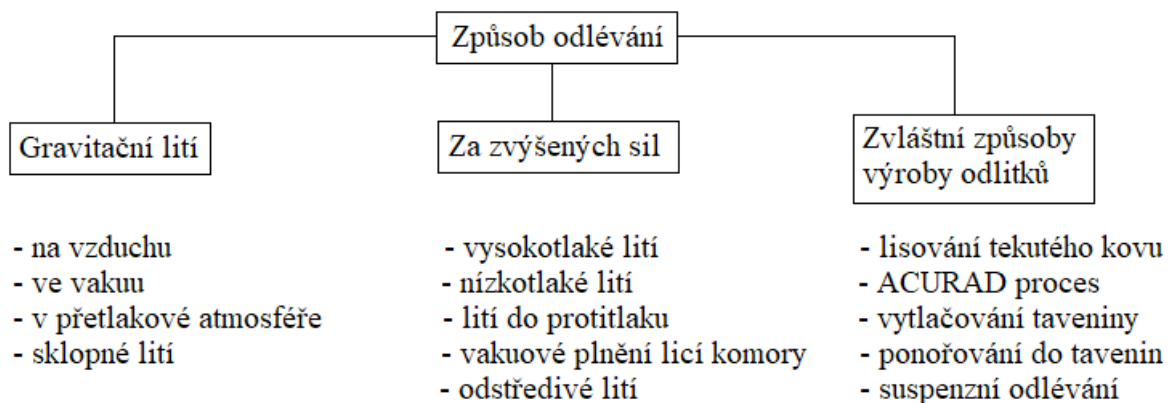 Způsob odlévání
Gravitační lití
- na vzduchu
- ve vakuu
- v přetlakové atmosféře
- sklopné lití
Za zvýšených sil
- vysokotlaké lití
- nízkotlaké lití
- lití do protitlaku
- vakuové plnění licí komory
- odstředivé lití
Zvláštní způsoby
výroby odlitků
- lisování tekutého kovu
- ACURAD proces
- vytlačování taveniny
- ponořování do tavenin
- suspenzní odlévání